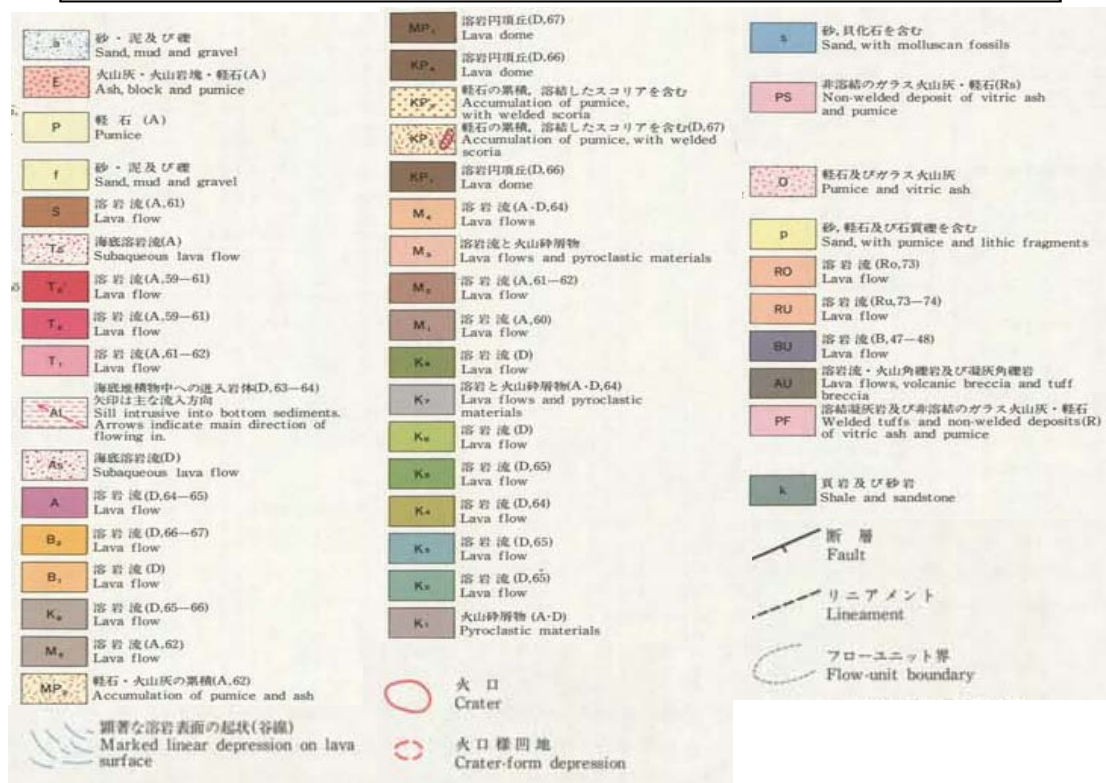 a
砂・泥及び礫
Sand, mud and gravel
E
火山灰・火山岩塊・軽石(A)
Ash, block and pumice
P
軽 石 (A)
Pumice
f
砂・泥及び礫
Sand, mud and gravel
S
溶 岩 流(A,61)
Lava flow
Ts
海底溶岩流(A)
Subaqueous lava flow
T₂'
溶 岩 流(A,59—61)
Lava flow
T₂
溶 岩 流(A,59—61)
Lava flow
T₁
溶 岩 流(A,61—62)
Lava flow
AI
海底堆積物中への迸入岩体(D,63—64)
矢印は主な流入方向
Sill intrusive into bottom sediments.
Arrows indicate main direction of
flowing in.
As
海底溶岩流(D)
Subaqueous lava flow
A
溶 岩 流(D,64—65)
Lava flow
B₂
溶 岩 流(D,66—67)
Lava flow
B₁
溶 岩 流(D)
Lava flow
溶 岩 流(D,65—66)
Lava flow
溶 岩 流(A,62)
Lava flow
軽石・火山灰の累積(A,62)
Accumulation of pumice and ash
顕著な溶岩表面の起伏(谷線)
Marked linear depression on lava
surface
溶岩円頂丘(D,67)
Lava dome
溶岩円頂丘(D,66)
Lava dome
軽石の累積,溶結したスコリアを含む
Accumulation of pumice,
with welded scoria
軽石の累積,溶結したスコリアを含む(D,67)
Accumulation of pumice, with welded
scoria
溶岩円頂丘(D,66)
Lava dome
M₄
溶 岩 流(A・D,64)
Lava flows
M₃
溶岩流と火山砕屑物
Lava flows and pyroclastic materials
M₂
溶 岩 流(A,61—62)
Lava flow
M₁
溶 岩 流(A,60)
Lava flow
K₈
溶 岩 流(D)
Lava flow
K₇
溶岩と火山砕屑物(A・D,64)
Lava flows and pyroclastic
materials
K₆
溶 岩 流(D)
Lava flow
K₅
溶 岩 流(D,65)
Lava flow
K₄
溶 岩 流(D,64)
Lava flow
K₃
溶 岩 流(D,65)
Lava flow
K₂
溶 岩 流(D,65)
Lava flow
K₁
火山砕屑物 (A・D)
Pyroclastic materials
火 口
Crater
火口様凹地
Crater-form depression
s
砂,貝化石を含む
Sand, with molluscan fossils
PS
非溶結のガラス火山灰・軽石(Rs)
Non-welded deposit of vitric ash
and pumice
O
軽石及びガラス火山灰
Pumice and vitric ash
p
砂,軽石及び石質礫を含む
Sand, with pumice and lithic fragments
RO
溶 岩 流(Ro,73)
Lava flow
RU
溶 岩 流(Ru,73—74)
Lava flow
BU
溶 岩 流(B,47—48)
Lava flow
AU
溶岩流・火山角礫岩及び凝灰角礫岩
Lava flows, volcanic breccia and tuff
breccia
PF
溶結凝灰岩及び非溶結のガラス火山灰・軽石
Welded tuffs and non-welded deposits(R)
of vitric ash and pumice
k
頁岩及び砂岩
Shale and sandstone
断 層
Fault
リニアメント
Lineament
フローユニット界
Flow-unit boundary